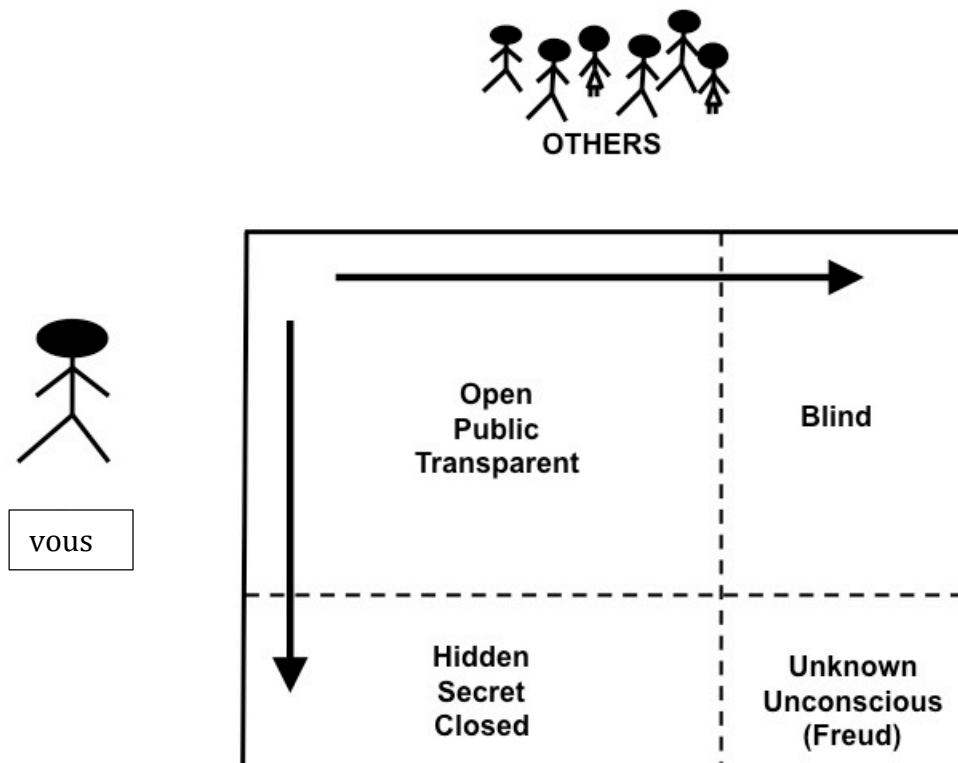 OTHERS
Open
Public
Transparent
Blind
vous
Hidden
Secret
Closed
Unknown
Unconscious
(Freud)